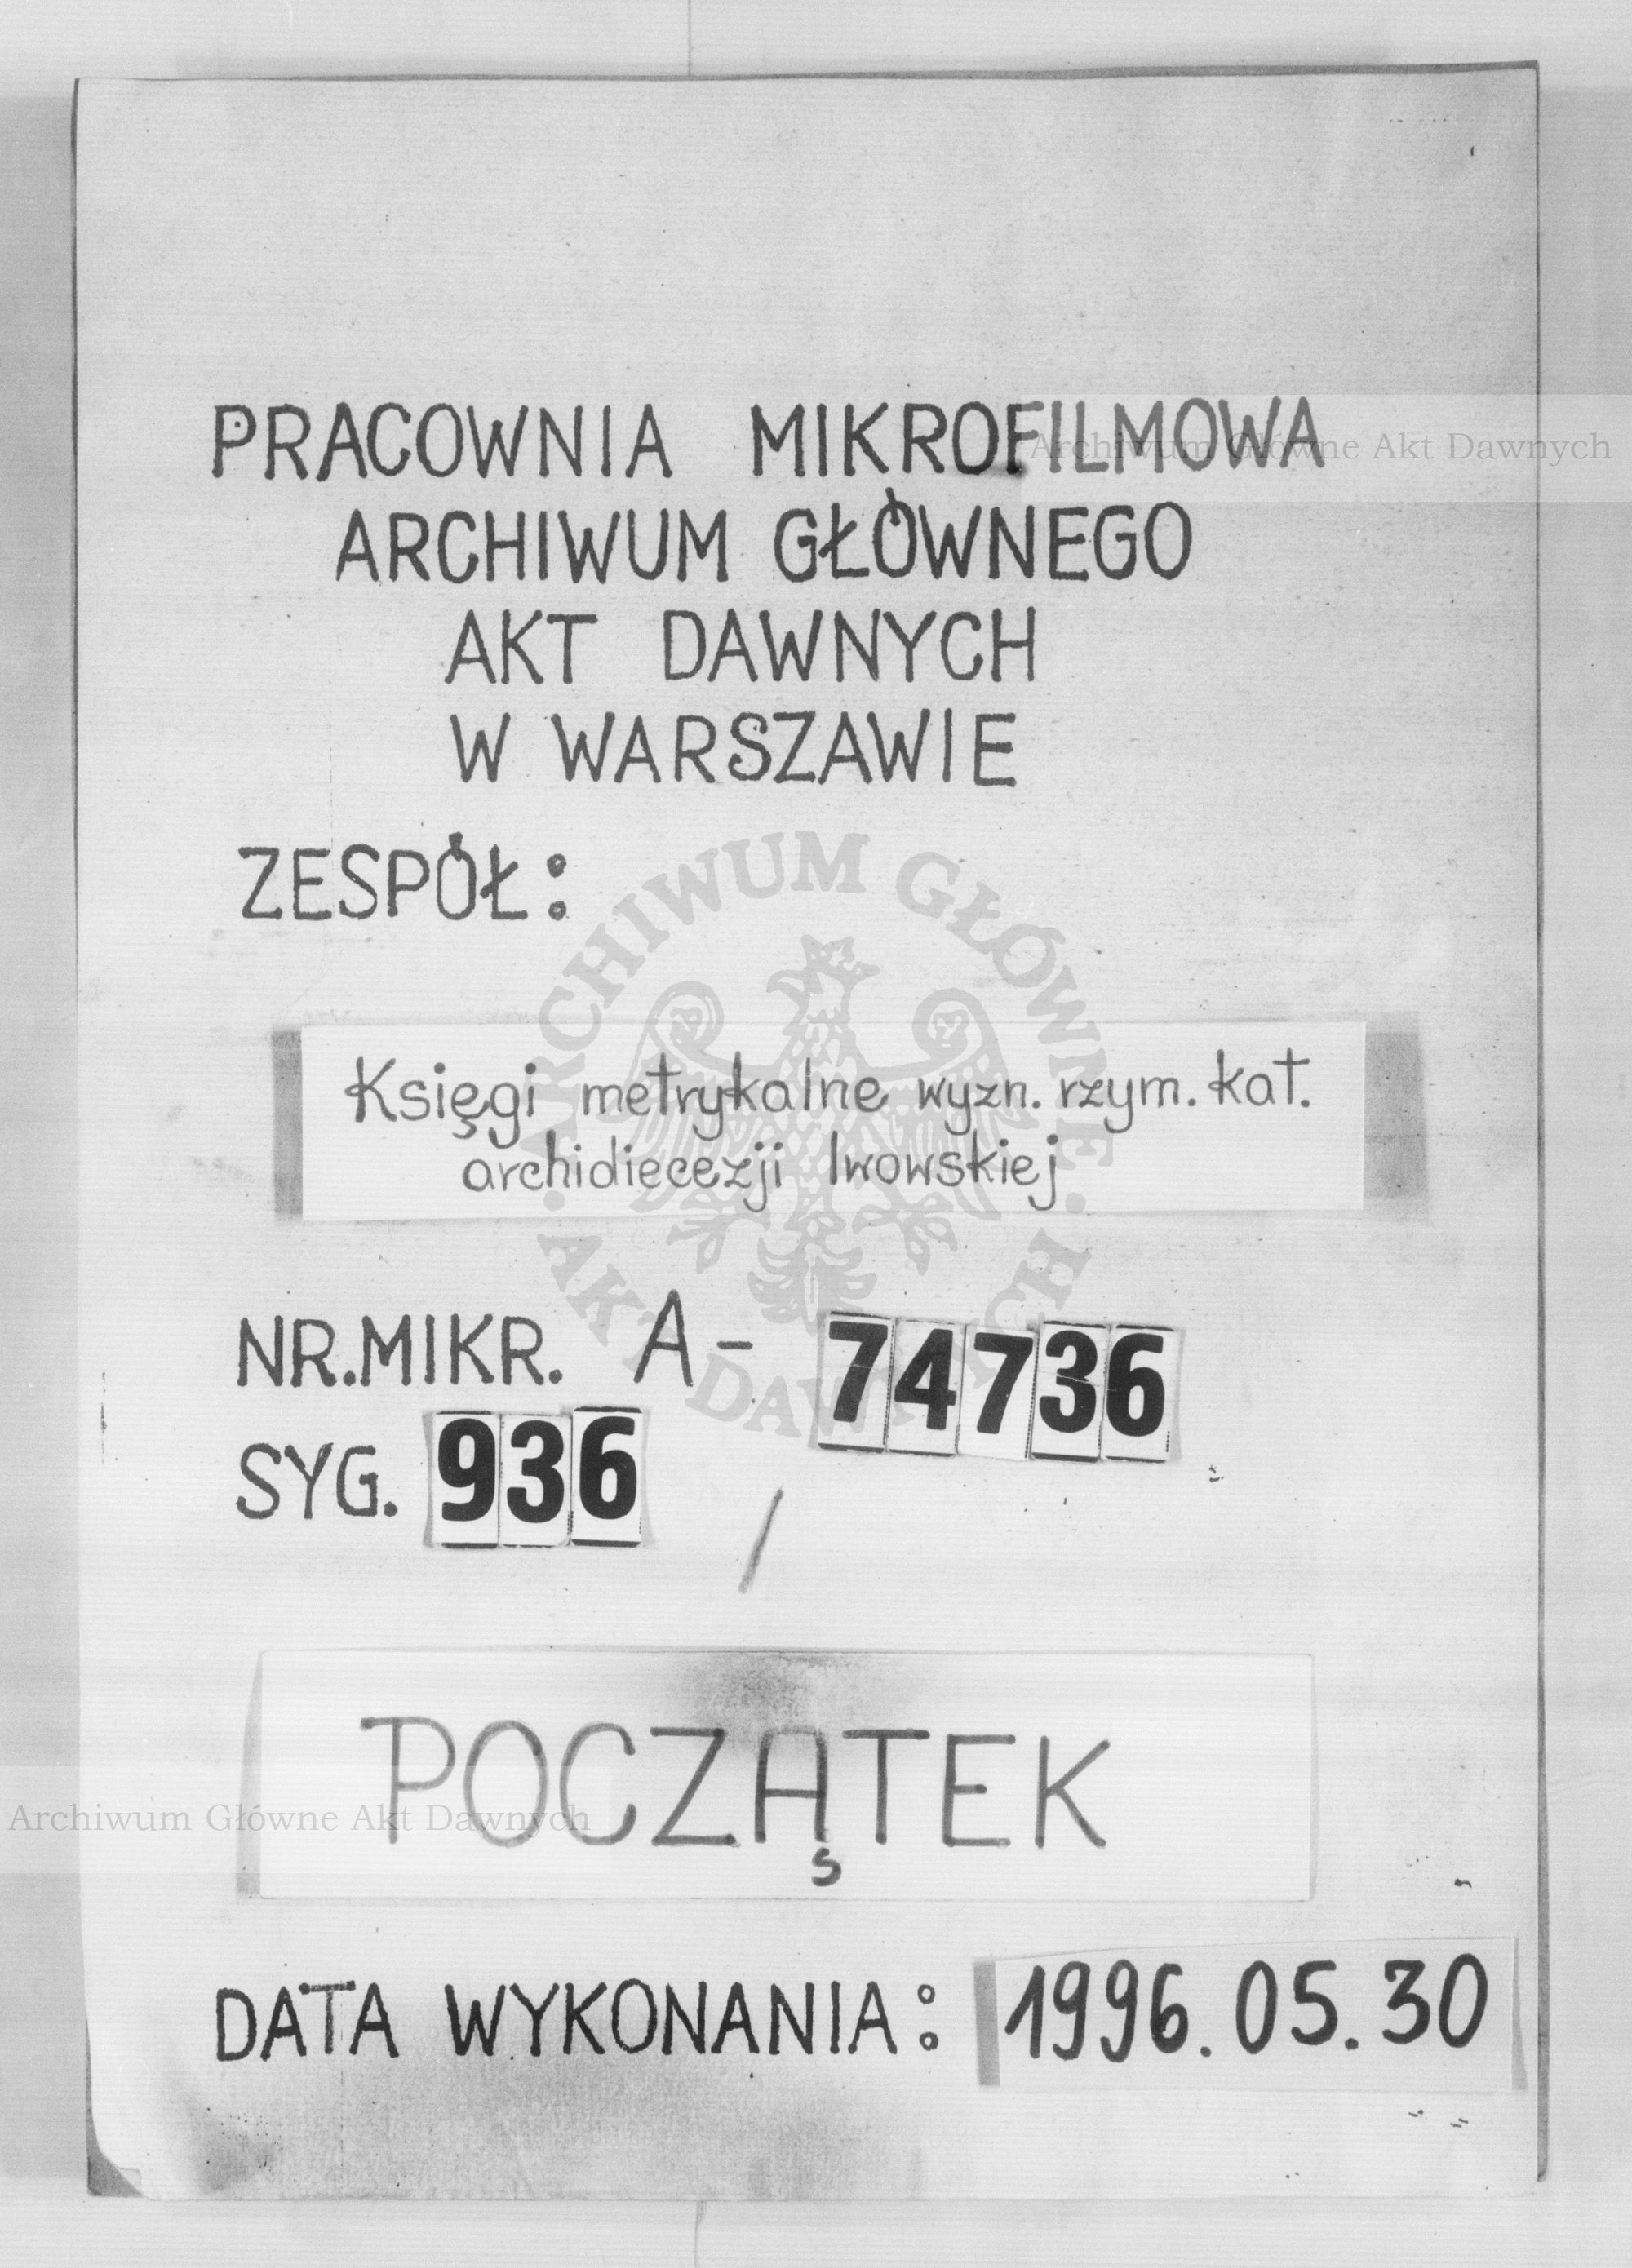 PRACOWNIA MIKROFILMOWA
Archiwum Główne Akt Dawnych
ARCHIWUM GŁÓWNEGO
AKT DAWNYCH
W WARSZAWIE
ZESPÓŁ:
ARCHIWUM GŁÓWNE
· AKT DAWNYCH ·
Księgi metrykalne wyzn. rzym. kat.
archidiecezji lwowskiej
NR. MIKR. A- 74736
SYG. 936 /
POCZĄTEK
Archiwum Główne Akt Dawnych
DATA WYKONANIA: 1996.05.30